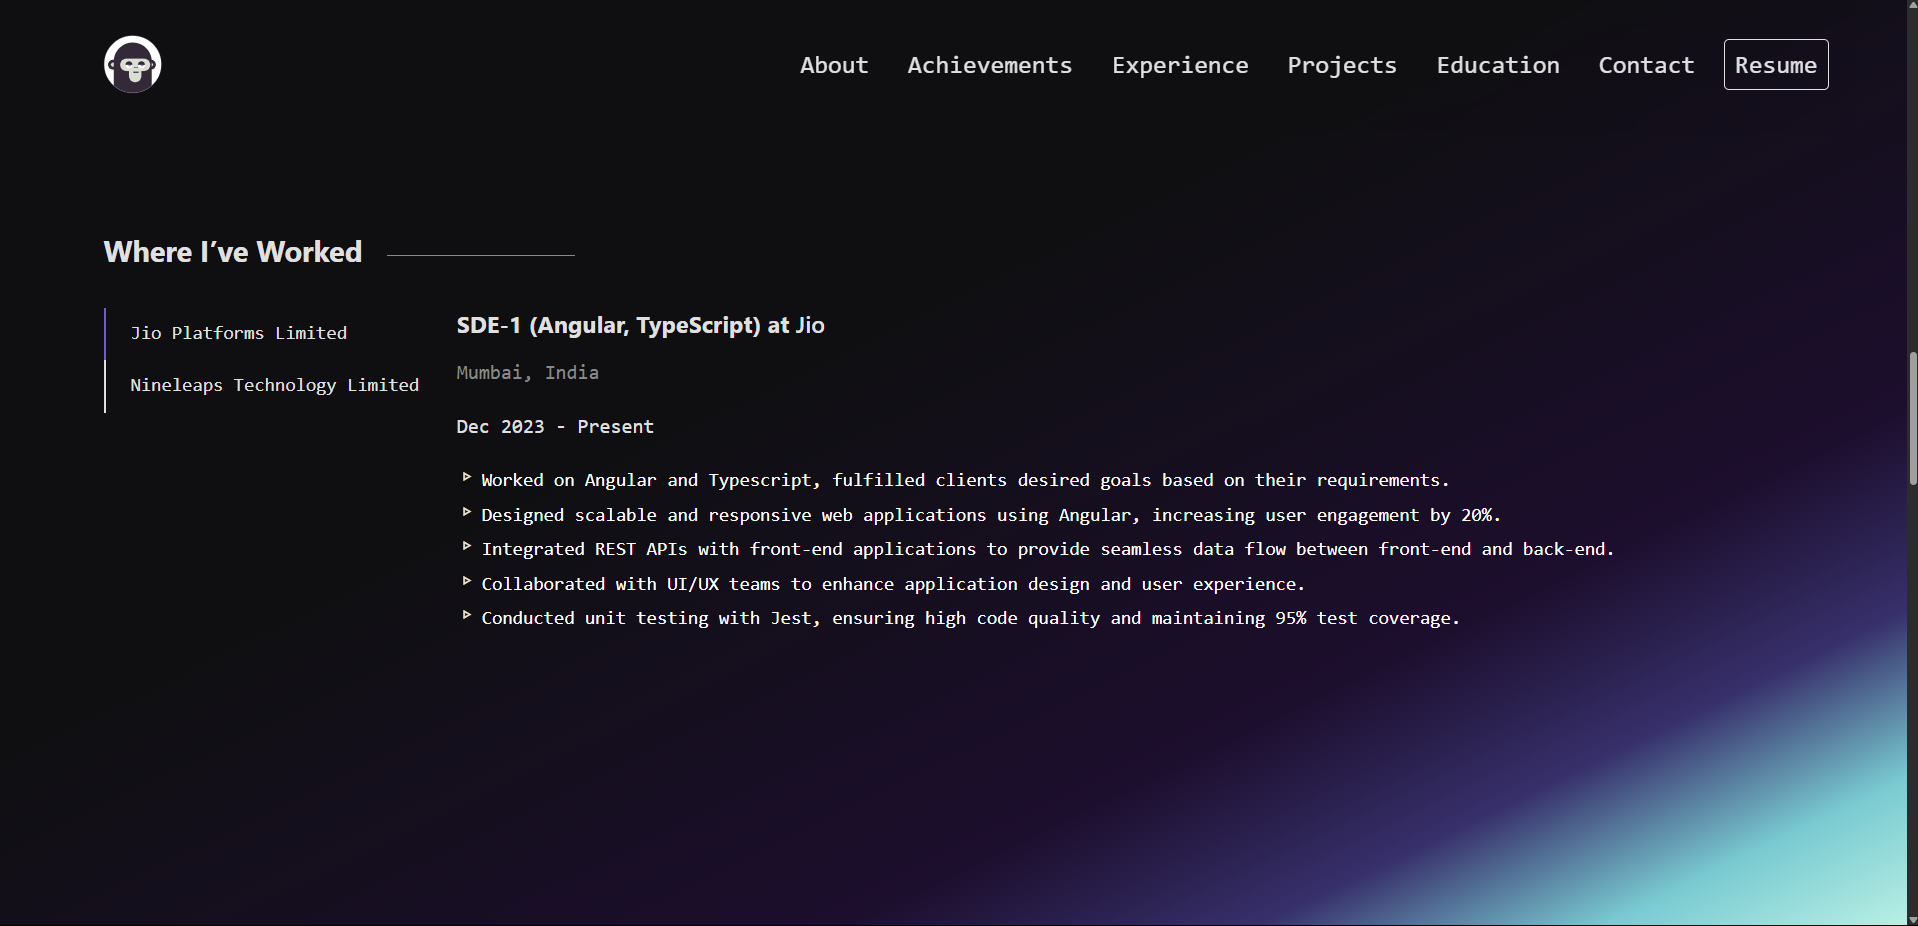 About Achievements Experience Projects Education Contact Resume
Where I've Worked
Jio Platforms Limited
Nineleaps Technology Limited
SDE-1 (Angular, TypeScript) at Jio
Mumbai, India
Dec 2023 - Present
Worked on Angular and Typescript, fulfilled clients desired goals based on their requirements.
Designed scalable and responsive web applications using Angular, increasing user engagement by 20%.
Integrated REST APIs with front-end applications to provide seamless data flow between front-end and back-end.
Collaborated with UI/UX teams to enhance application design and user experience.
Conducted unit testing with Jest, ensuring high code quality and maintaining 95% test coverage.